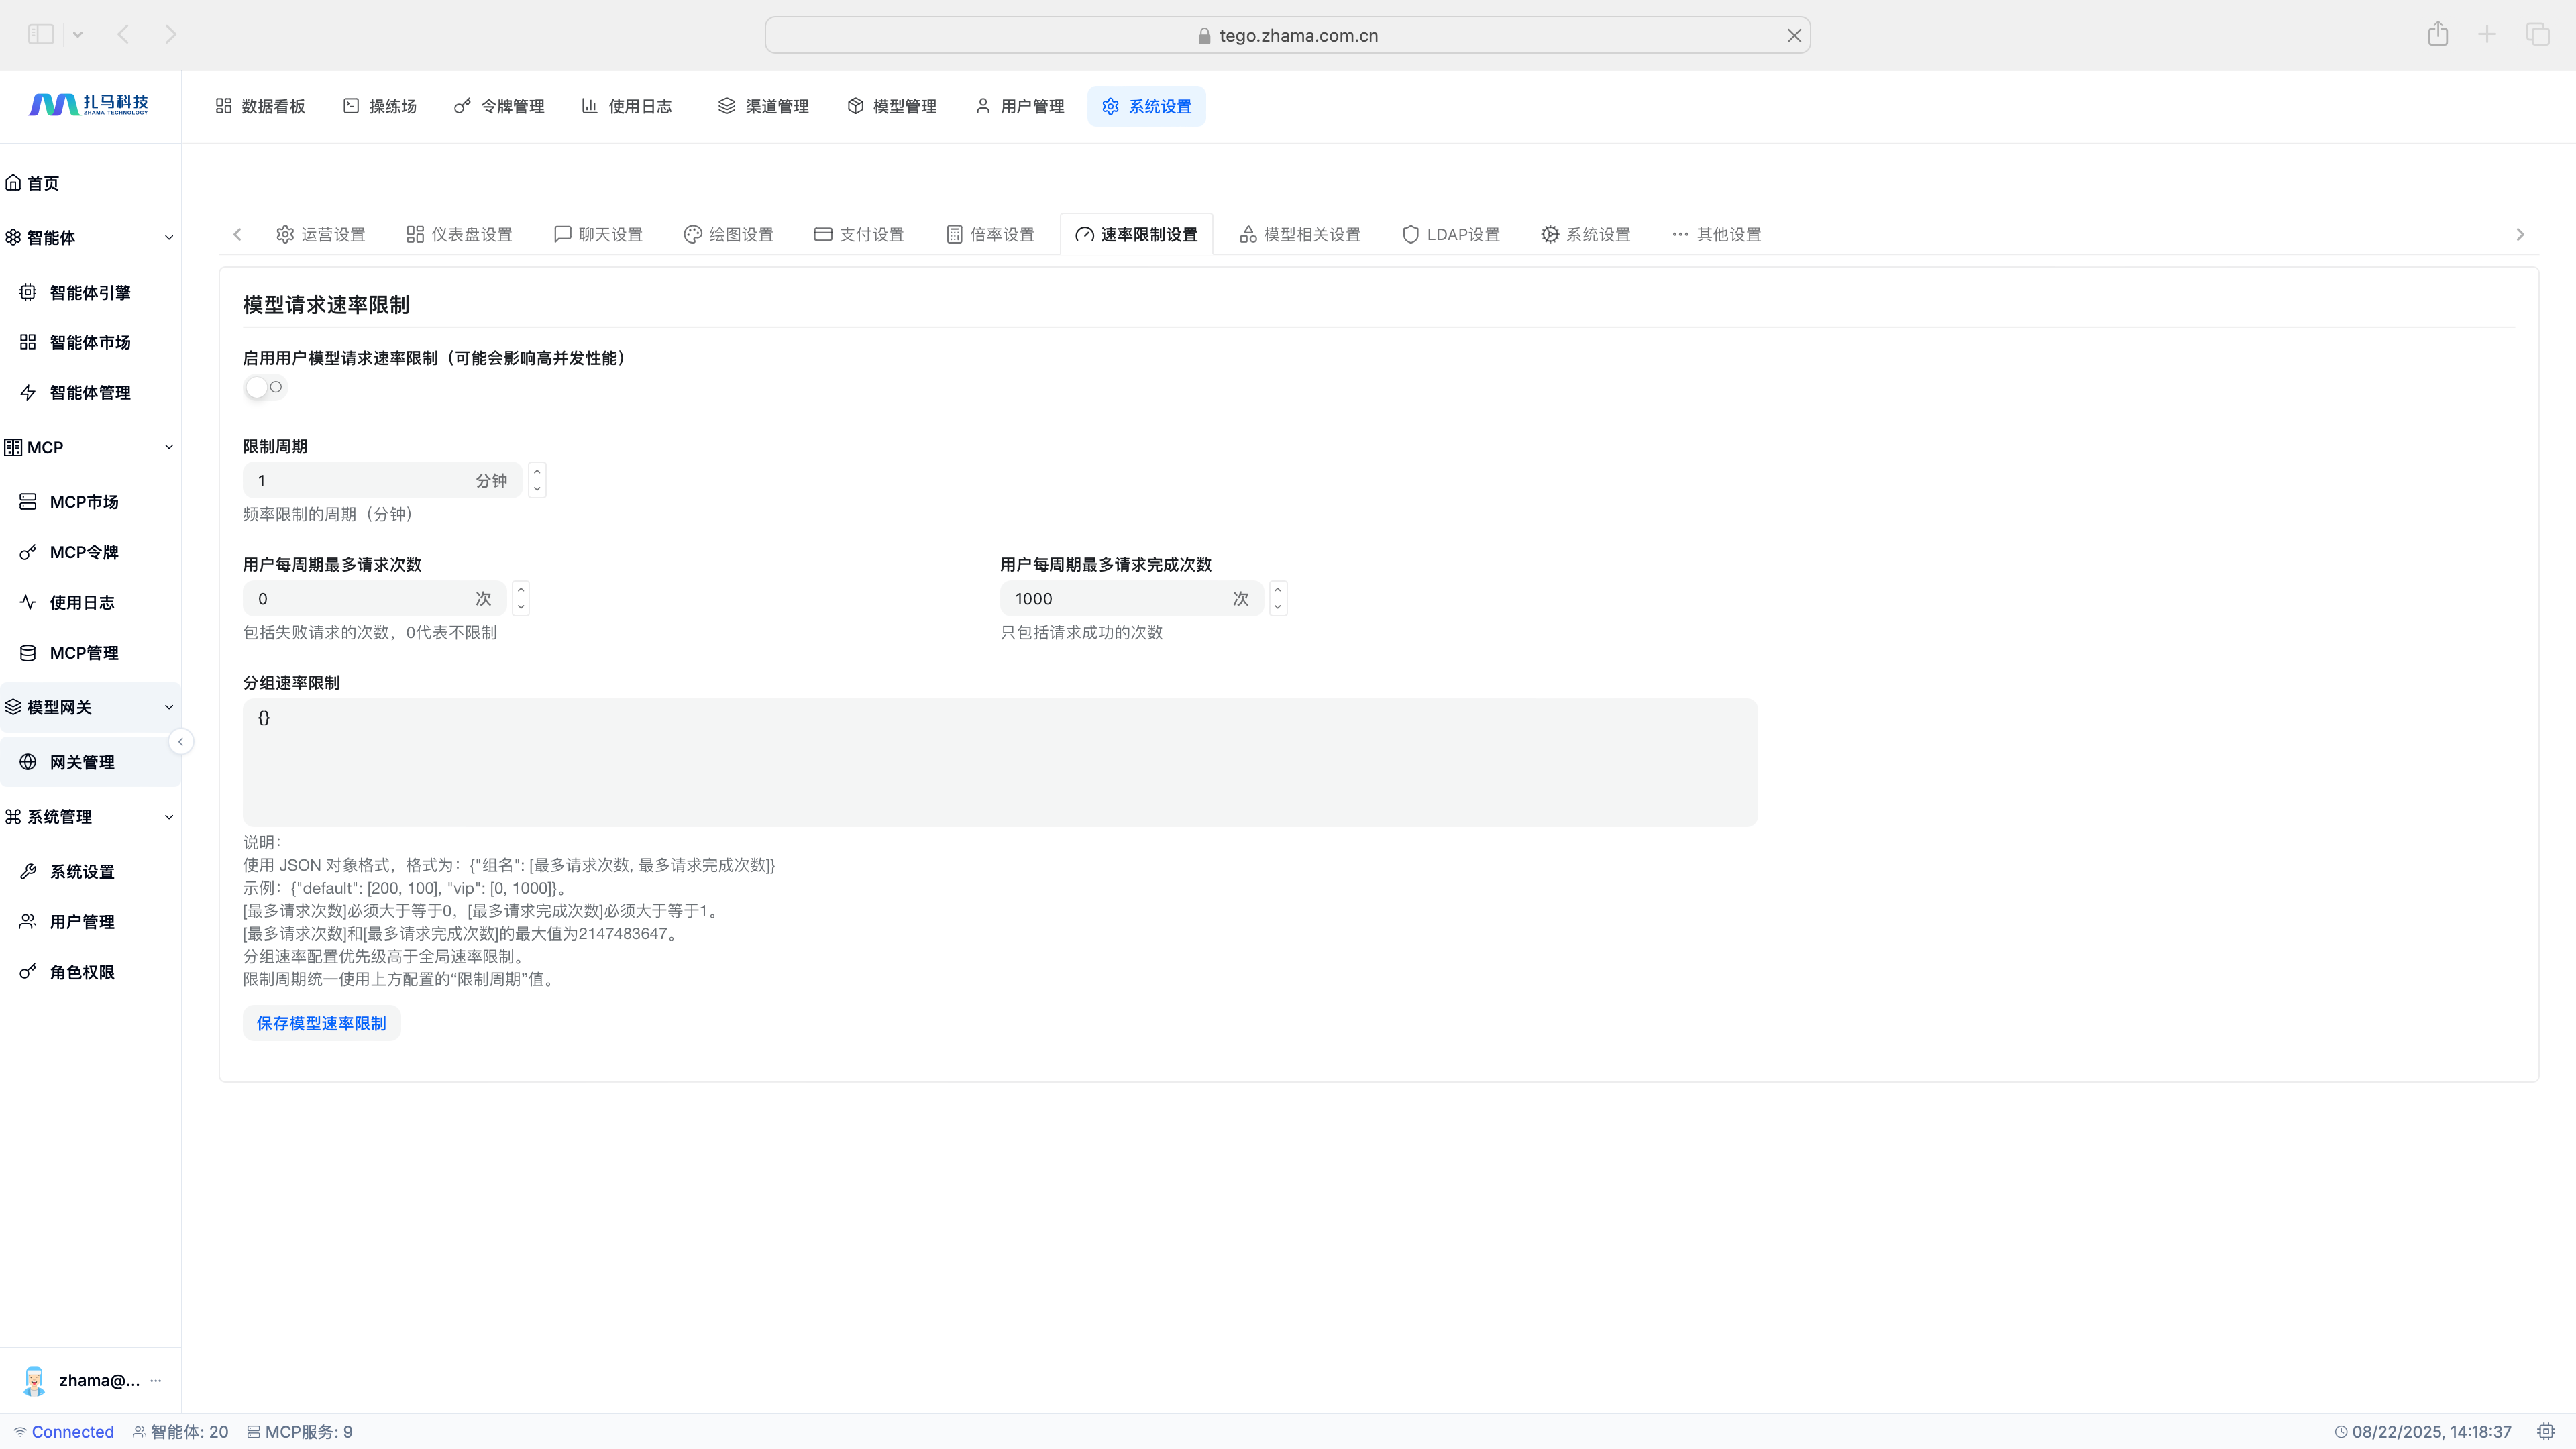 tego.zhama.com.cn
扎马科技
ZHAMA TECHNOLOGY
数据看板
操练场
令牌管理
使用日志
渠道管理
模型管理
用户管理
系统设置
首页
智能体
智能体引擎
智能体市场
智能体管理
MCP
MCP市场
MCP令牌
使用日志
MCP管理
模型网关
网关管理
系统管理
系统设置
用户管理
角色权限
运营设置
仪表盘设置
聊天设置
绘图设置
支付设置
倍率设置
速率限制设置
模型相关设置
LDAP设置
系统设置
其他设置
模型请求速率限制
启用用户模型请求速率限制（可能会影响高并发性能）
限制周期
1 分钟
频率限制的周期（分钟）
用户每周期最多请求次数
0 次
包括失败请求的次数，0代表不限制
用户每周期最多请求完成次数
1000 次
只包括请求成功的次数
分组速率限制
{}
说明：
使用 JSON 对象格式，格式为：{"组名": [最多请求次数, 最多请求完成次数]}
示例：{"default": [200, 100], "vip": [0, 1000]}。
[最多请求次数]必须大于等于0，[最多请求完成次数]必须大于等于1。
[最多请求次数]和[最多请求完成次数]的最大值为2147483647。
分组速率配置优先级高于全局速率限制。
限制周期统一使用上方配置的“限制周期”值。
保存模型速率限制
zhama@...
Connected
智能体: 20
MCP服务: 9
08/22/2025, 14:18:37